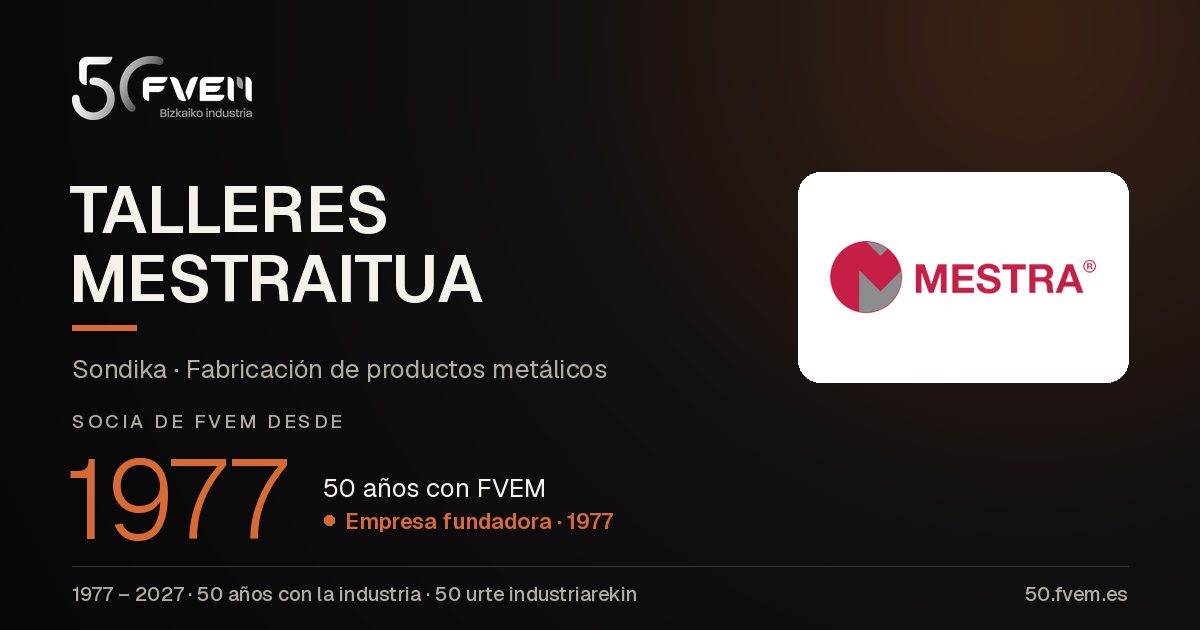 50 FVEM
Bizkaiko industria
TALLERES
MESTRAITUA
MESTRA®
Sondika · Fabricación de productos metálicos
SOCIA DE FVEM DESDE
1977
50 años con FVEM
Empresa fundadora · 1977
1977 – 2027 · 50 años con la industria · 50 urte industriarekin
50.fvem.es